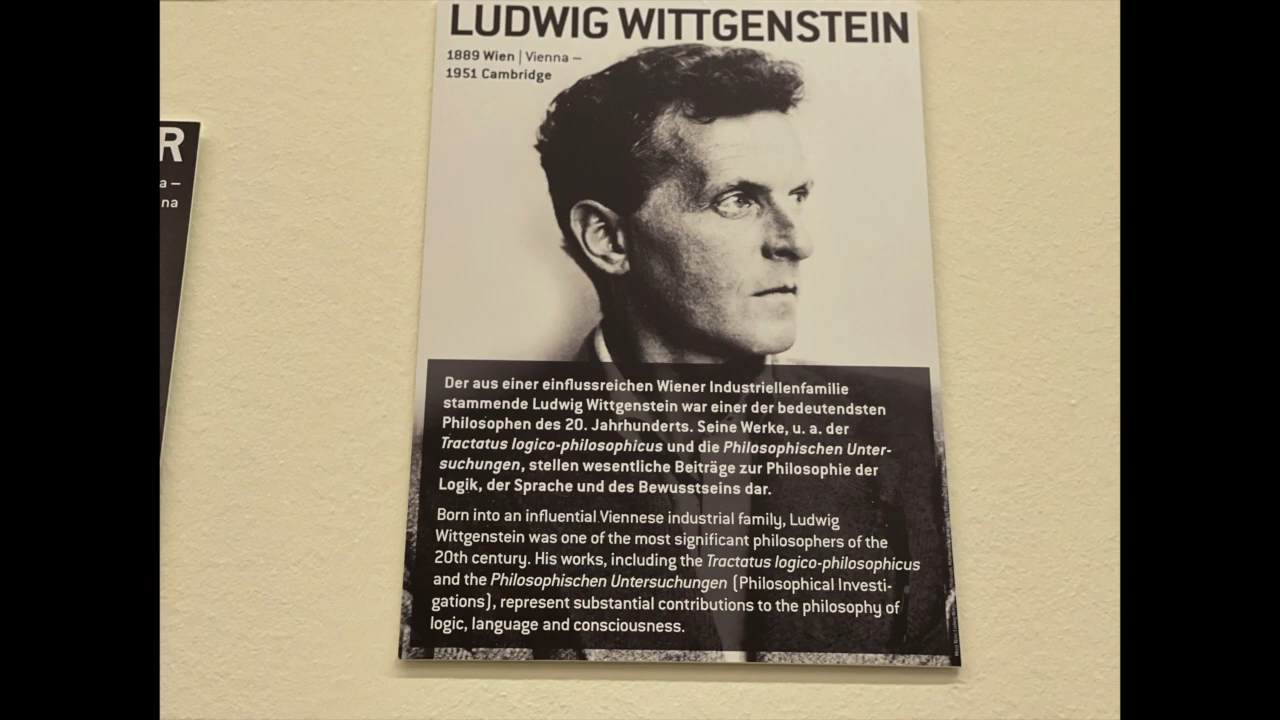 LUDWIG WITTGENSTEIN
1889 Wien | Vienna –
1951 Cambridge
R
a –
na
Der aus einer einflussreichen Wiener Industriellenfamilie
stammende Ludwig Wittgenstein war einer der bedeutendsten
Philosophen des 20. Jahrhunderts. Seine Werke, u. a. der
Tractatus logico-philosophicus und die Philosophischen Unter-
suchungen, stellen wesentliche Beiträge zur Philosophie der
Logik, der Sprache und des Bewusstseins dar.
Born into an influential Viennese industrial family, Ludwig
Wittgenstein was one of the most significant philosophers of the
20th century. His works, including the Tractatus logico-philosophicus
and the Philosophischen Untersuchungen (Philosophical Investi-
gations), represent substantial contributions to the philosophy of
logic, language and consciousness.